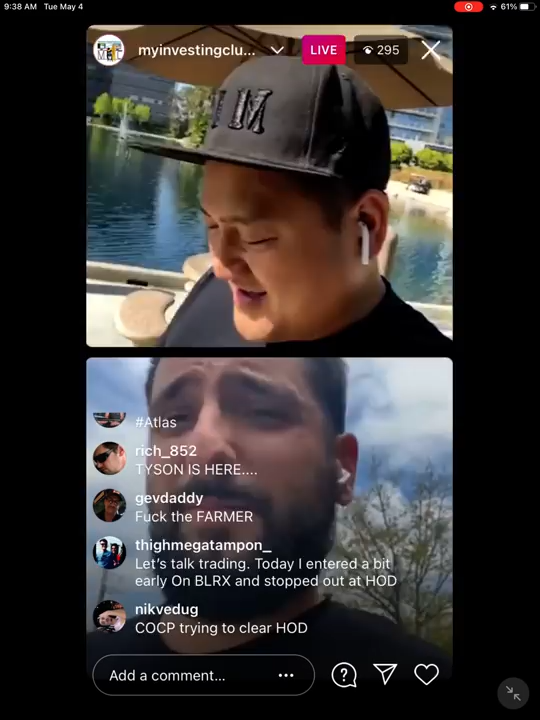 9:38 AM Tue May 4
61%
myinvestingclu...
LIVE
295
M
#Atlas
rich_852
TYSON IS HERE....
gevdaddy
Fuck the FARMER
thighmegatampon_
Let's talk trading. Today I entered a bit
early On BLRX and stopped out at HOD
nikvedug
COCP trying to clear HOD
Add a comment...